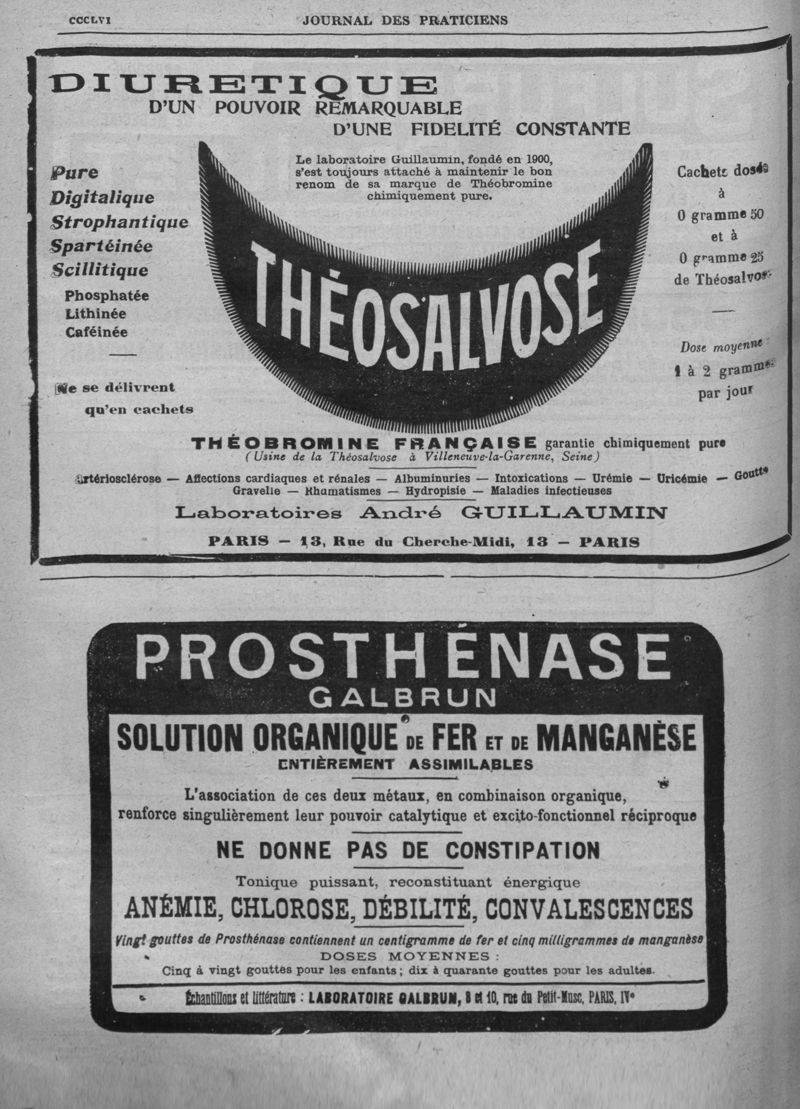 CCCLVI
JOURNAL DES PRATICIENS
DIURETIQUE
D'UN POUVOIR REMARQUABLE
D'UNE FIDELITÉ CONSTANTE
Le laboratoire Guillaumin, fondé en 1900,
s'est toujours attaché à maintenir le bon
renom de sa marque de Théobromine
chimiquement pure.
Pure
Digitalique
Strophantique
Spartéinée
Scillitique
Phosphatée
Lithinée
Caféinée
Ne se délivrent
qu'en cachets
THÉOSALVOSE
Cachets dosés
à
0 gramme 50
et à
0 gramme 25
de Théosalvose
Dose moyenne :
1 à 2 grammes
par jour
THÉOBROMINE FRANÇAISE garantie chimiquement pure
(Usine de la Théosalvose à Villeneuve-la-Garenne, Seine)
Artériosclérose — Affections cardiaques et rénales — Albuminuries — Intoxications — Urémie — Uricémie — Goutte
Gravelle — Rhumatismes — Hydropisie — Maladies infectieuses
Laboratoires André GUILLAUMIN
PARIS — 13, Rue du Cherche-Midi, 13 — PARIS
PROSTHÉNASE
GALBRUN
SOLUTION ORGANIQUE DE FER ET DE MANGANÈSE
ENTIÈREMENT ASSIMILABLES
L'association de ces deux métaux, en combinaison organique,
renforce singulièrement leur pouvoir catalytique et excito-fonctionnel réciproque
NE DONNE PAS DE CONSTIPATION
Tonique puissant, reconstituant énergique
ANÉMIE, CHLOROSE, DÉBILITÉ, CONVALESCENCES
Vingt gouttes de Prosthénase contiennent un centigramme de fer et cinq milligrammes de manganèse
DOSES MOYENNES :
Cinq à vingt gouttes pour les enfants ; dix à quarante gouttes pour les adultes.
Échantillons et littérature : LABORATOIRE GALBRUN, 8 et 10, rue du Petit-Musc, PARIS, IVe